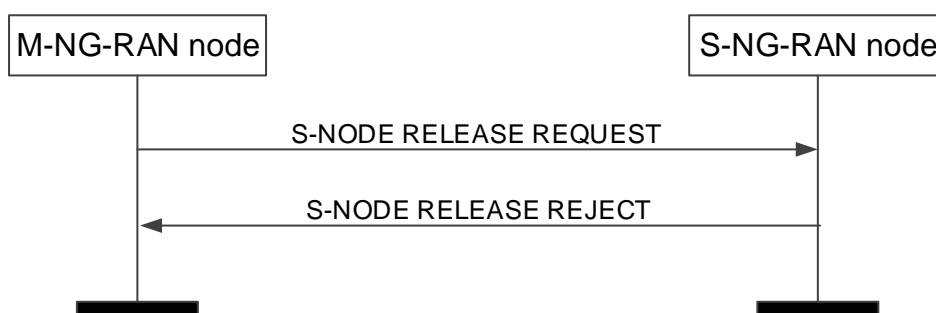 M-NG-RAN node
S-NG-RAN node
S-NODE RELEASE REQUEST
S-NODE RELEASE REJECT